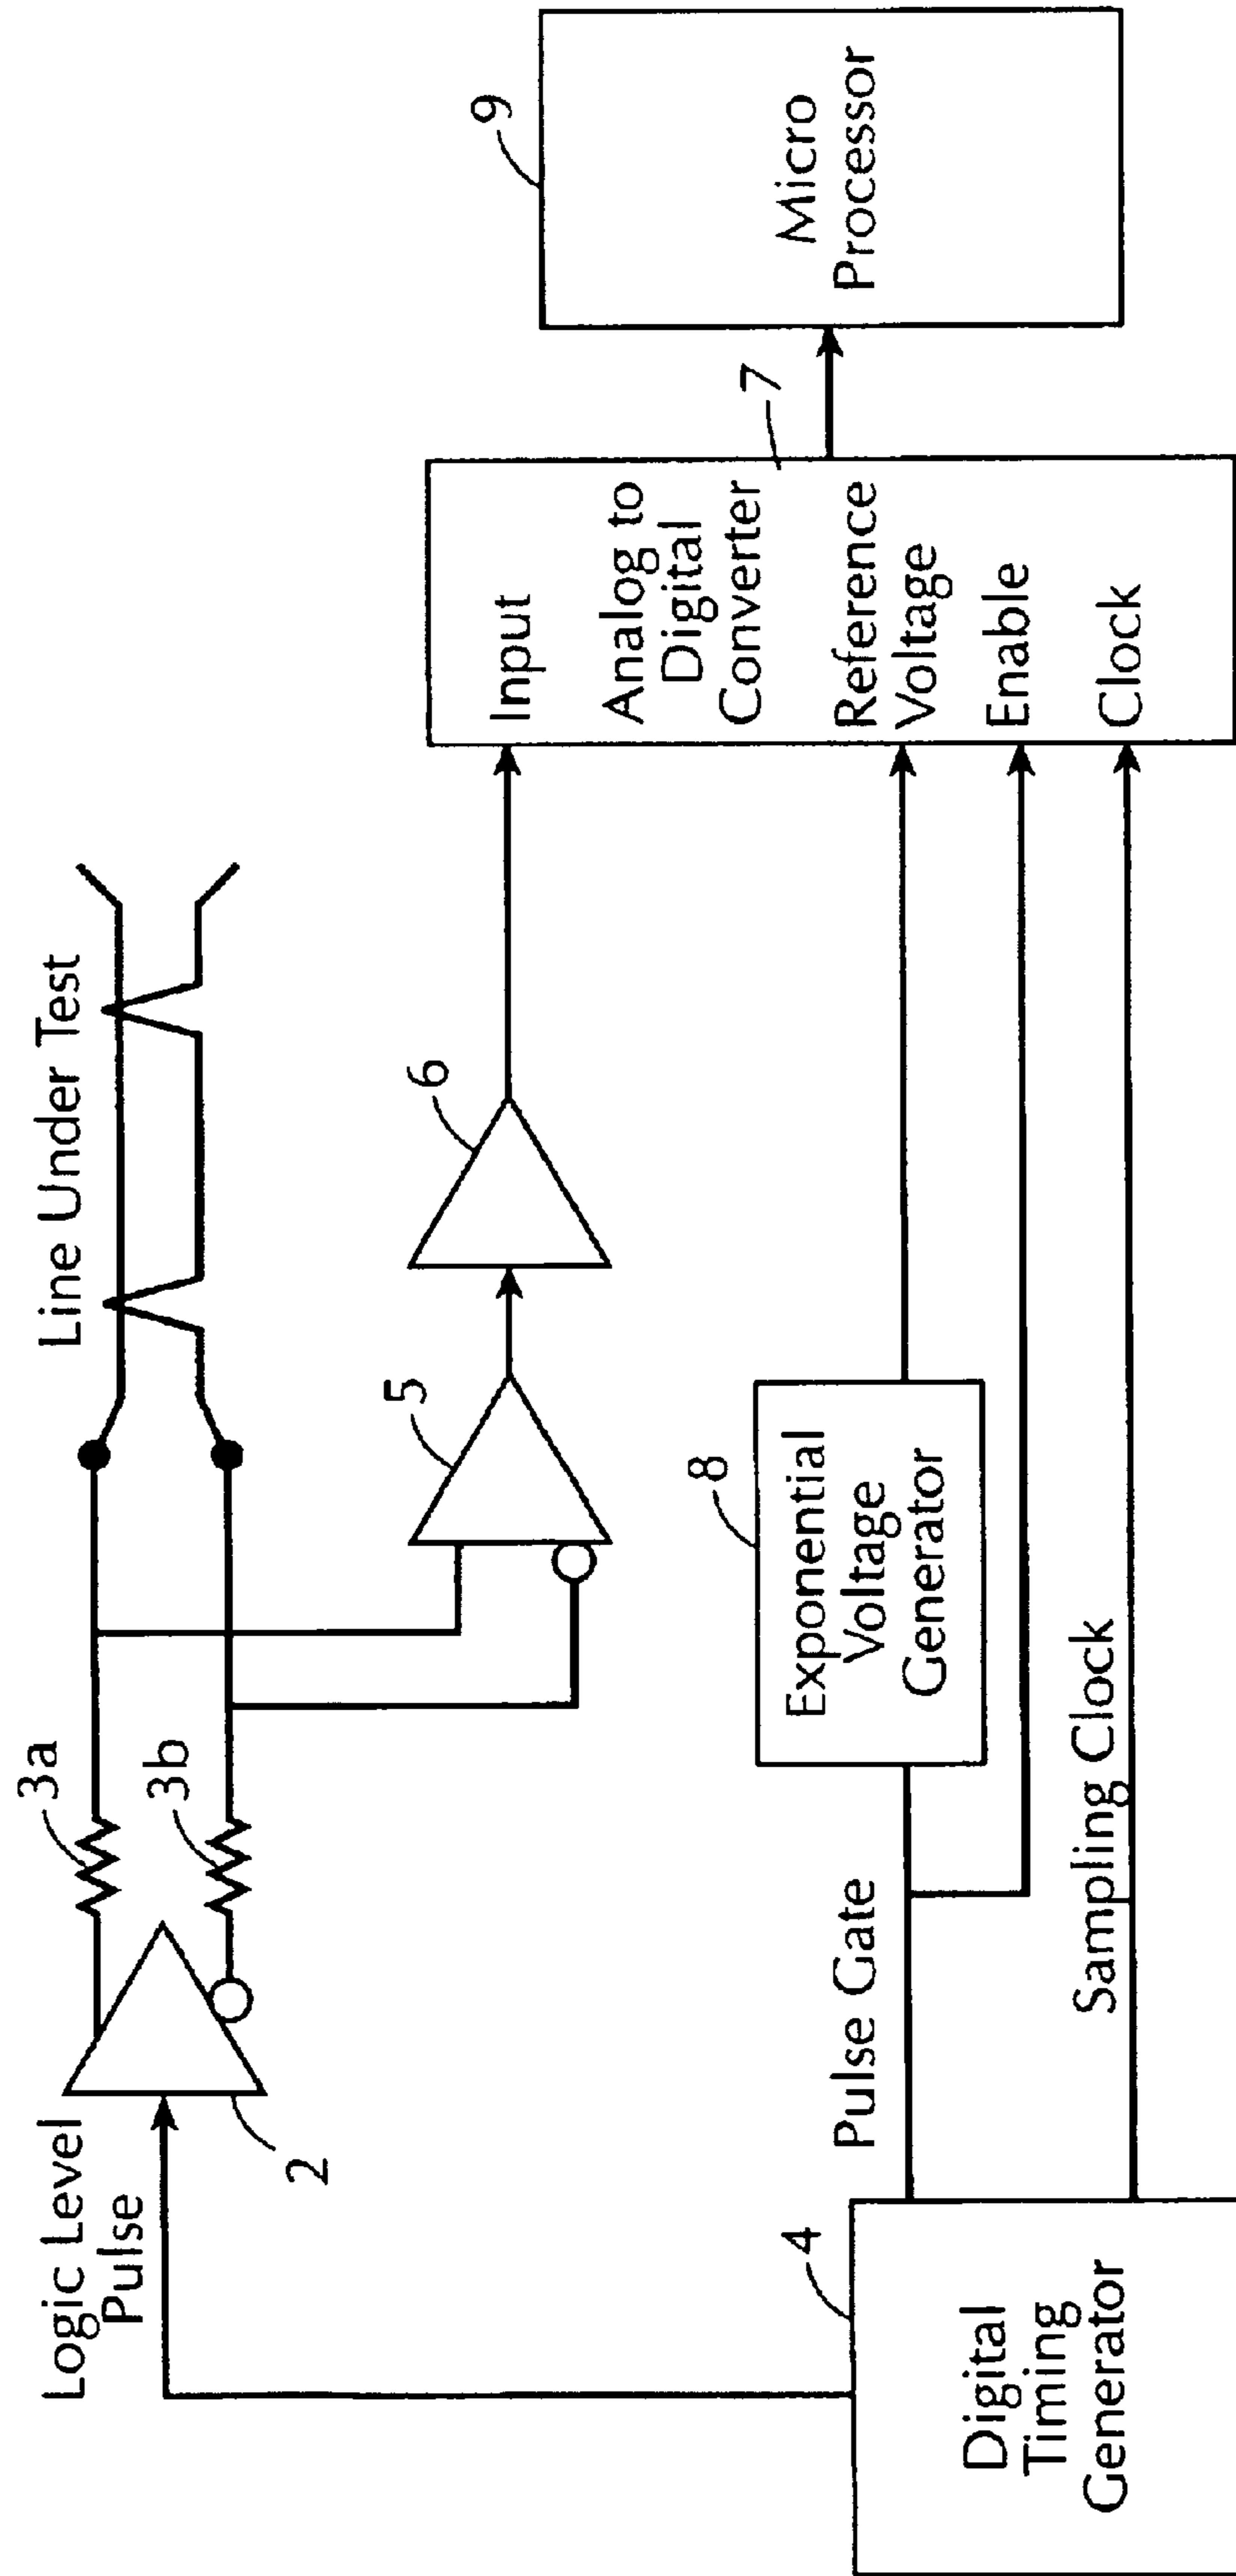 Line Under Test
Logic Level
Pulse
2
3a
3b
5
6
Input
Analog to
Digital
Converter
7
Reference
Voltage
Enable
Clock
9
Micro
Processor
8
Exponential
Voltage
Generator
Pulse Gate
Sampling Clock
4
Digital
Timing
Generator